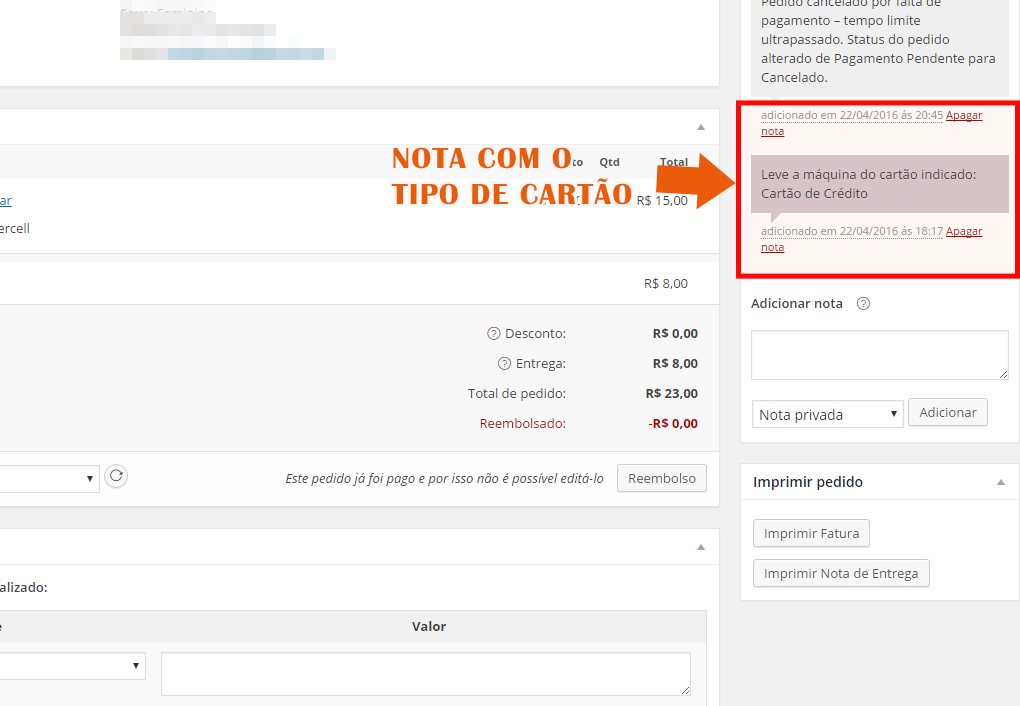 Sexo: Feminino
Pedido cancelado por falta de
pagamento – tempo limite
ultrapassado. Status do pedido
alterado de Pagamento Pendente para
Cancelado.
adicionado em 22/04/2016 ás 20:45 Apagar
nota
Leve a máquina do cartão indicado:
Cartão de Crédito
adicionado em 22/04/2016 ás 18:17 Apagar
nota
NOTA COM O
TIPO DE CARTÃO
Qtd Total
ar R$ 15,00
ercell
R$ 8,00
Desconto: R$ 0,00
Entrega: R$ 8,00
Total de pedido: R$ 23,00
Reembolsado: -R$ 0,00
Este pedido já foi pago e por isso não é possível editá-lo Reembolso
alizado:
e Valor
Adicionar nota
Nota privada Adicionar
Imprimir pedido
Imprimir Fatura
Imprimir Nota de Entrega